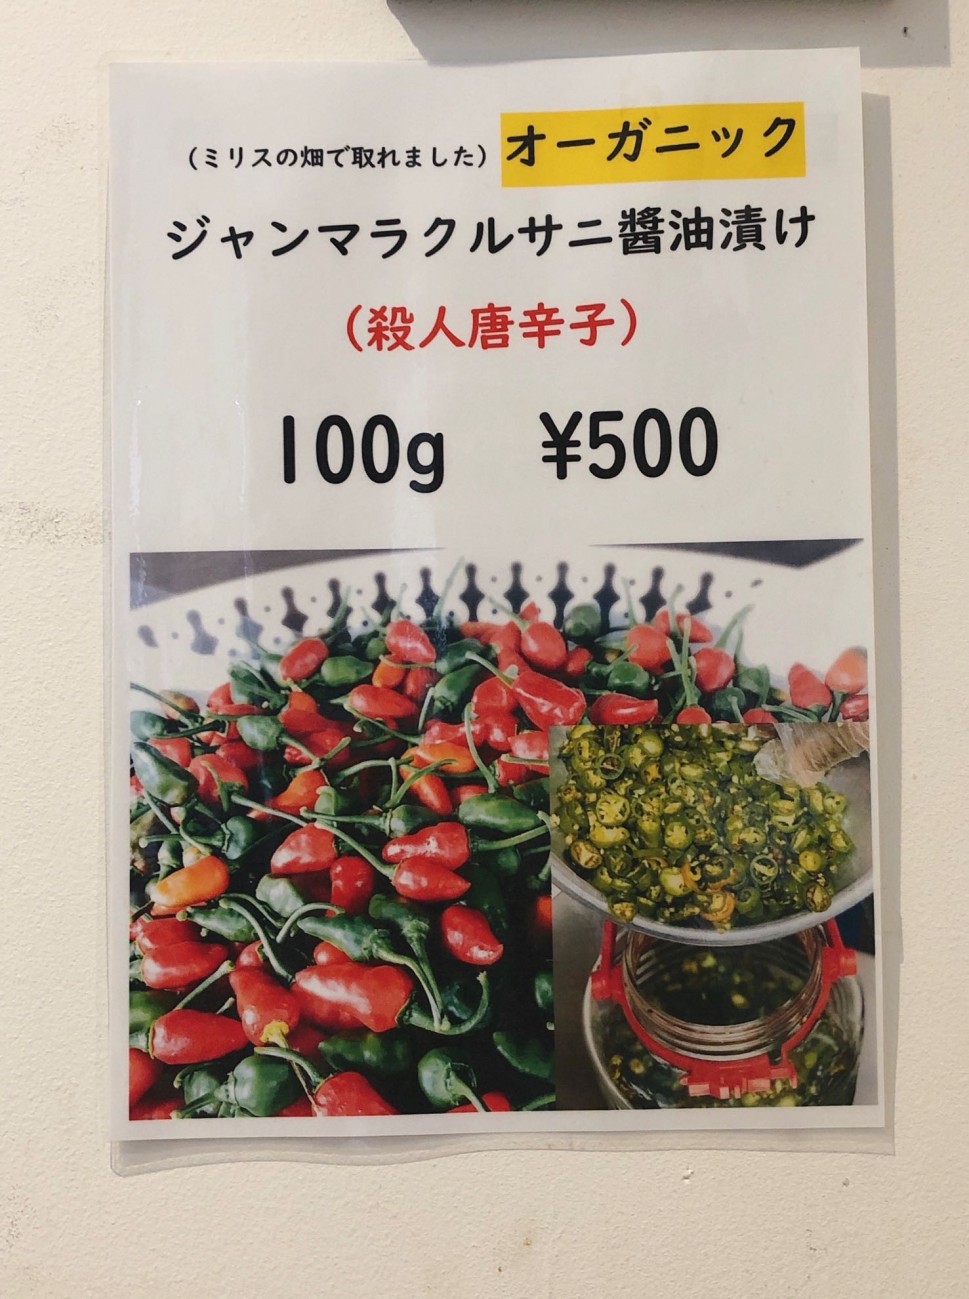 (ミリスの畑で取れました) オーガニック
ジャンマラクルサニ醤油漬け
(殺人唐辛子)
100g ¥500